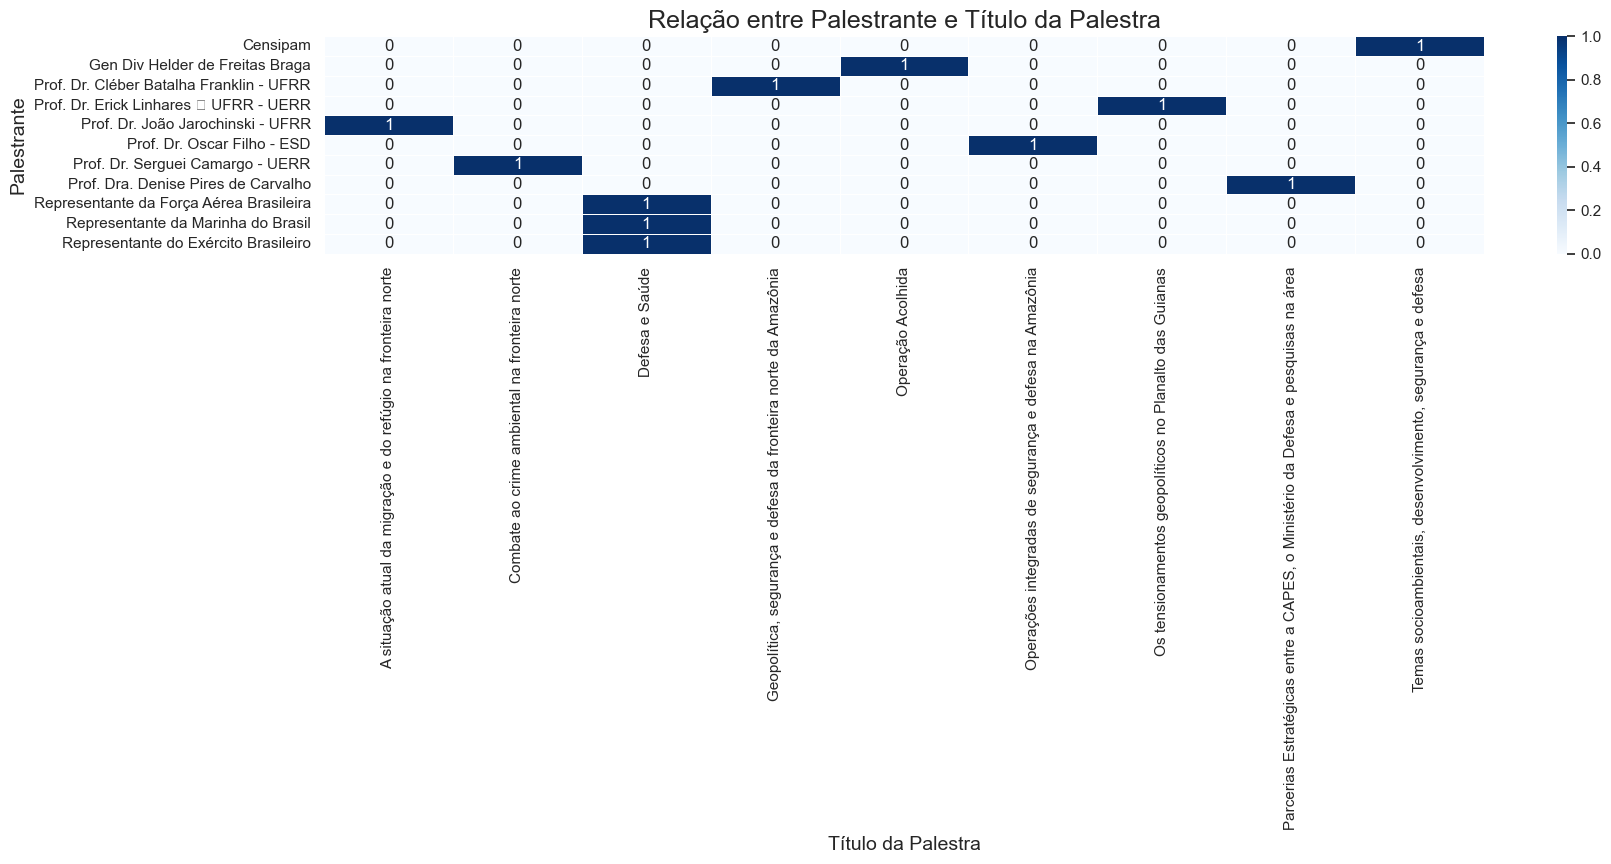 Relação entre Palestrante e Título da Palestra
Palestrante
Censipam 0 0 0 0 0 0 0 0 1
Gen Div Helder de Freitas Braga 0 0 0 0 1 0 0 0 0
Prof. Dr. Cléber Batalha Franklin - UFRR 0 0 0 1 0 0 0 0 0
Prof. Dr. Erick Linhares  UFRR - UERR 0 0 0 0 0 0 1 0 0
Prof. Dr. João Jarochinski - UFRR 1 0 0 0 0 0 0 0 0
Prof. Dr. Oscar Filho - ESD 0 0 0 0 0 1 0 0 0
Prof. Dr. Serguei Camargo - UERR 0 1 0 0 0 0 0 0 0
Prof. Dra. Denise Pires de Carvalho 0 0 0 0 0 0 0 1 0
Representante da Força Aérea Brasileira 0 0 1 0 0 0 0 0 0
Representante da Marinha do Brasil 0 0 1 0 0 0 0 0 0
Representante do Exército Brasileiro 0 0 1 0 0 0 0 0 0
A situação atual da migração e do refúgio na fronteira norte
Combate ao crime ambiental na fronteira norte
Defesa e Saúde
Geopolítica, segurança e defesa da fronteira norte da Amazônia
Operação Acolhida
Operações integradas de segurança e defesa na Amazônia
Os tensionamentos geopolíticos no Planalto das Guianas
Parcerias Estratégicas entre a CAPES, o Ministério da Defesa e pesquisas na área
Temas socioambientais, desenvolvimento, segurança e defesa
Título da Palestra
1.0
0.8
0.6
0.4
0.2
0.0